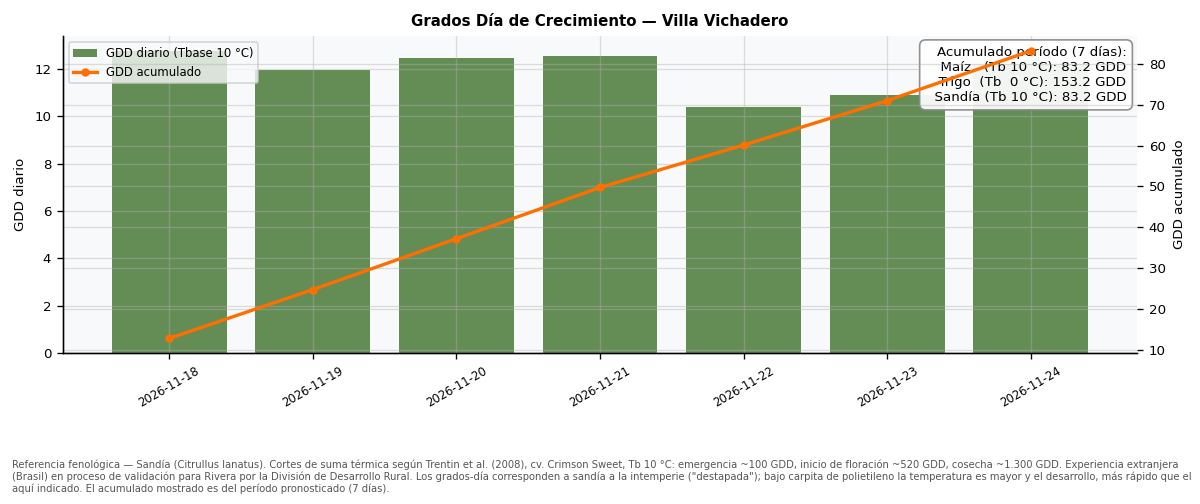 Grados Día de Crecimiento — Villa Vichadero
GDD diario (Tbase 10 °C)
GDD acumulado
Acumulado período (7 días):
Maíz (Tb 10 °C): 83.2 GDD
Trigo (Tb 0 °C): 153.2 GDD
Sandía (Tb 10 °C): 83.2 GDD
GDD diario
0
2
4
6
8
10
12
GDD acumulado
10
20
30
40
50
60
70
80
2026-11-18
2026-11-19
2026-11-20
2026-11-21
2026-11-22
2026-11-23
2026-11-24
Referencia fenológica — Sandía (Citrullus lanatus). Cortes de suma térmica según Trentin et al. (2008), cv. Crimson Sweet, Tb 10 °C: emergencia ~100 GDD, inicio de floración ~520 GDD, cosecha ~1.300 GDD. Experiencia extranjera
(Brasil) en proceso de validación para Rivera por la División de Desarrollo Rural. Los grados-día corresponden a sandía a la intemperie ("destapada"); bajo carpita de polietileno la temperatura es mayor y el desarrollo, más rápido que el
aquí indicado. El acumulado mostrado es del período pronosticado (7 días).